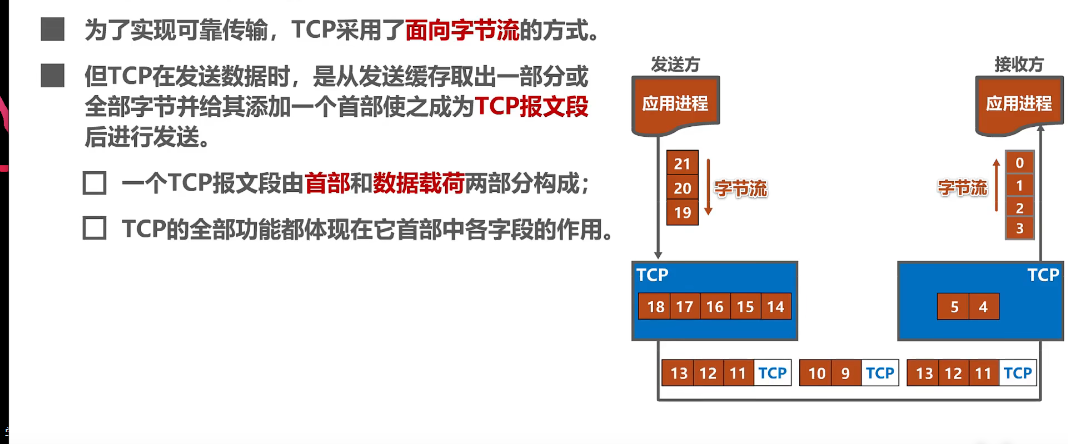 为了实现可靠传输，TCP采用了面向字节流的方式。
但TCP在发送数据时，是从发送缓存取出一部分或
全部字节并给其添加一个首部使之成为TCP报文段
后进行发送。
一个TCP报文段由首部和数据载荷两部分构成；
TCP的全部功能都体现在它首部中各字段的作用。
发送方
接收方
应用进程
应用进程
21
20
19
字节流
字节流
0
1
2
3
TCP
18 17 16 15 14
TCP
5 4
13 12 11 TCP
10 9 TCP
13 12 11 TCP